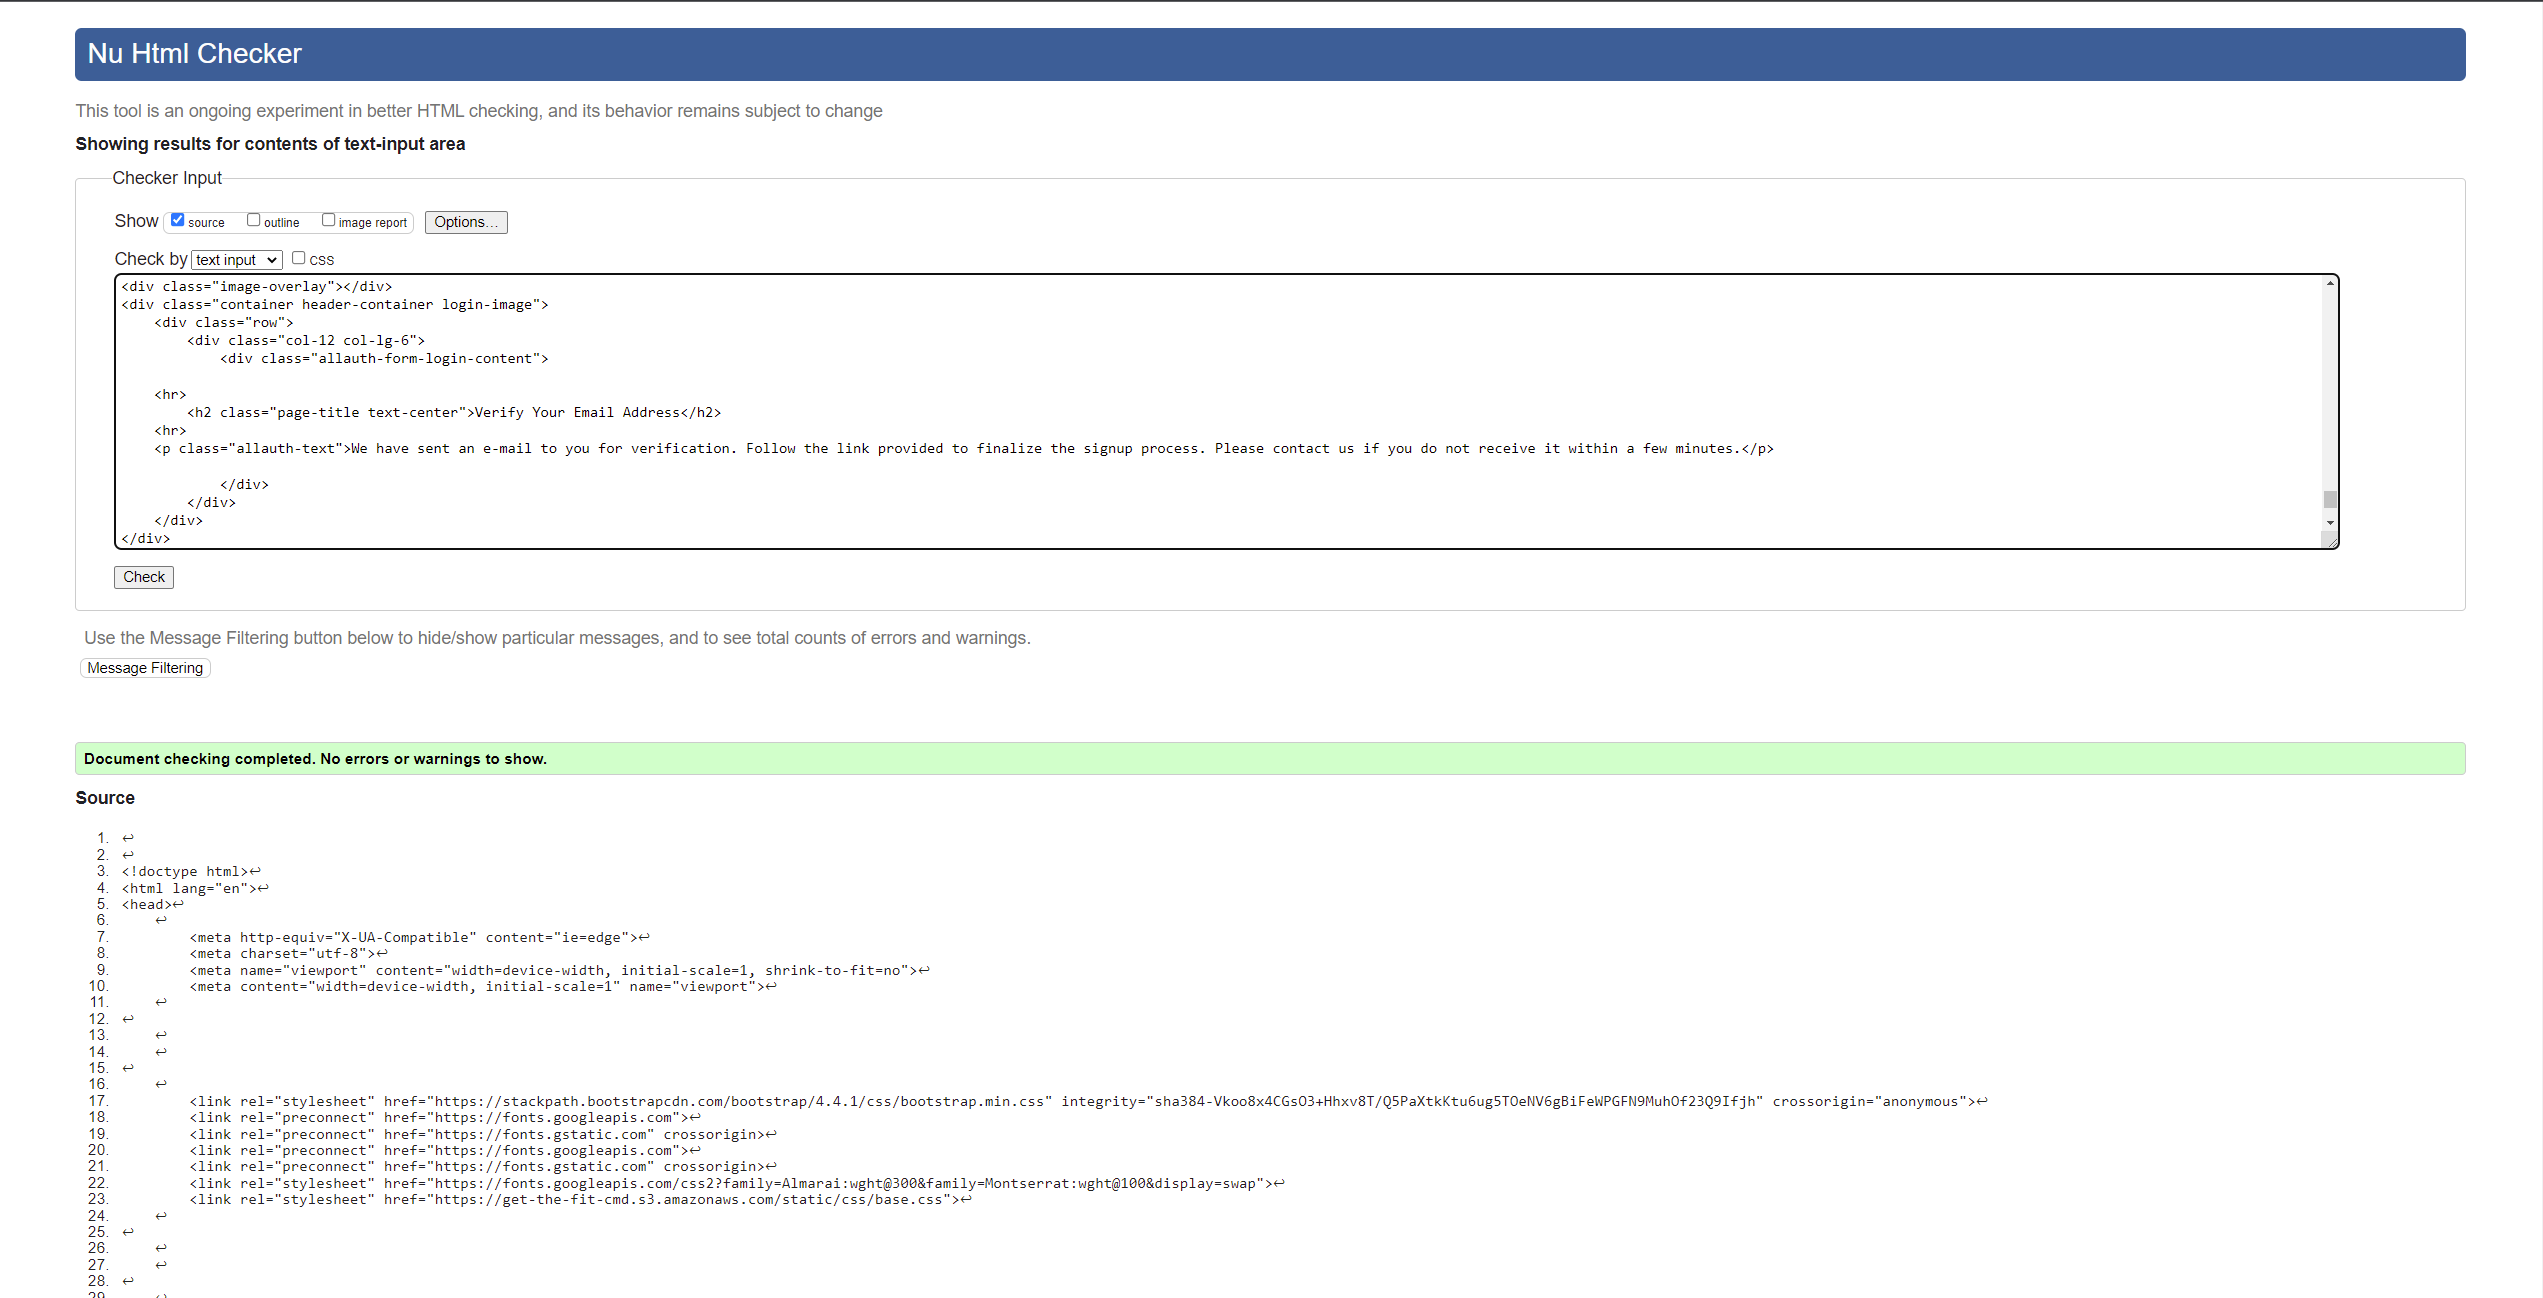 Nu Html Checker
This tool is an ongoing experiment in better HTML checking, and its behavior remains subject to change
Showing results for contents of text-input area
Checker Input
Show source outline image report Options...
Check by text input css
<div class="image-overlay"></div>
<div class="container header-container login-image">
<div class="row">
<div class="col-12 col-lg-6">
<div class="allauth-form-login-content">
<hr>
<h2 class="page-title text-center">Verify Your Email Address</h2>
<hr>
<p class="allauth-text">We have sent an e-mail to you for verification. Follow the link provided to finalize the signup process. Please contact us if you do not receive it within a few minutes.</p>
</div>
</div>
</div>
</div>
Check
Use the Message Filtering button below to hide/show particular messages, and to see total counts of errors and warnings.
Message Filtering
Document checking completed. No errors or warnings to show.
Source
1. ↩
2. ↩
3. <!doctype html>↩
4. <html lang="en">↩
5. <head>↩
6. ↩
7. <meta http-equiv="X-UA-Compatible" content="ie=edge">↩
8. <meta charset="utf-8">↩
9. <meta name="viewport" content="width=device-width, initial-scale=1, shrink-to-fit=no">↩
10. <meta content="width=device-width, initial-scale=1" name="viewport">↩
11. ↩
12. ↩
13. ↩
14. ↩
15. ↩
16. ↩
17. <link rel="stylesheet" href="https://stackpath.bootstrapcdn.com/bootstrap/4.4.1/css/bootstrap.min.css" integrity="sha384-Vkoo8x4CGsO3+Hhxv8T/Q5PaXtkKtu6ug5TOeNV6gBiFeWPGFN9MuhOf23Q9Ifjh" crossorigin="anonymous">↩
18. <link rel="preconnect" href="https://fonts.googleapis.com">↩
19. <link rel="preconnect" href="https://fonts.gstatic.com" crossorigin>↩
20. <link rel="preconnect" href="https://fonts.googleapis.com">↩
21. <link rel="preconnect" href="https://fonts.gstatic.com" crossorigin>↩
22. <link rel="stylesheet" href="https://fonts.googleapis.com/css2?family=Almarai:wght@300&family=Montserrat:wght@100&display=swap">↩
23. <link rel="stylesheet" href="https://get-the-fit-cmd.s3.amazonaws.com/static/css/base.css">↩
24. ↩
25. ↩
26. ↩
27. ↩
28. ↩
29. ↩